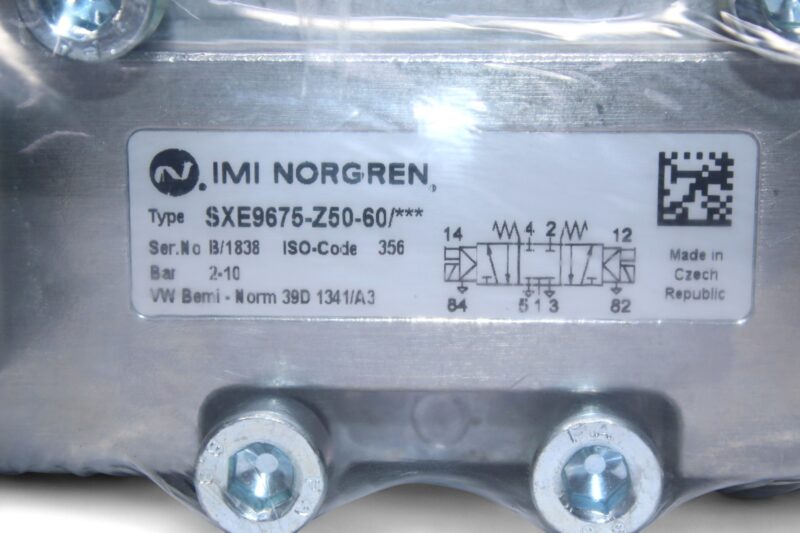 IMI NORGREN
Type SXE9675-Z50-60/***
Ser.No B/1838 ISO-Code 356
Bar 2-10
VW Bemi - Norm 39D 1341/A3
14 4 2 12
84 5 1 3 82
Made in
Czech
Republic